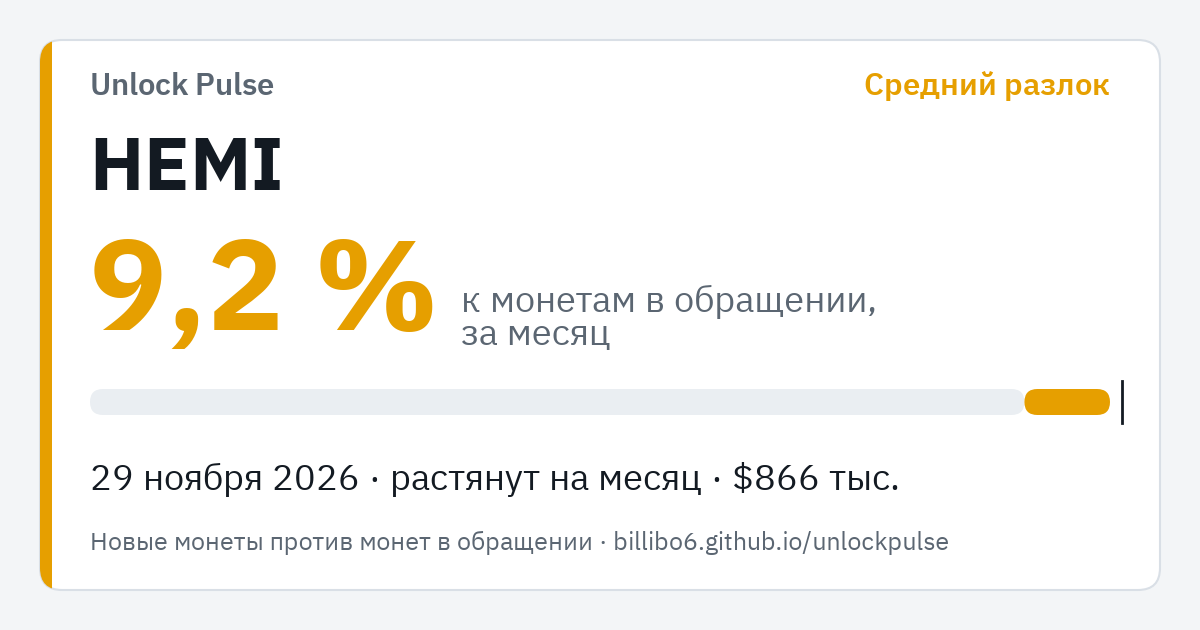 Unlock Pulse
Средний разлок
HEMI
9,2 %
к монетам в обращении,
за месяц
29 ноября 2026 · растянут на месяц · $866 тыс.
Новые монеты против монет в обращении · billibo6.github.io/unlockpulse